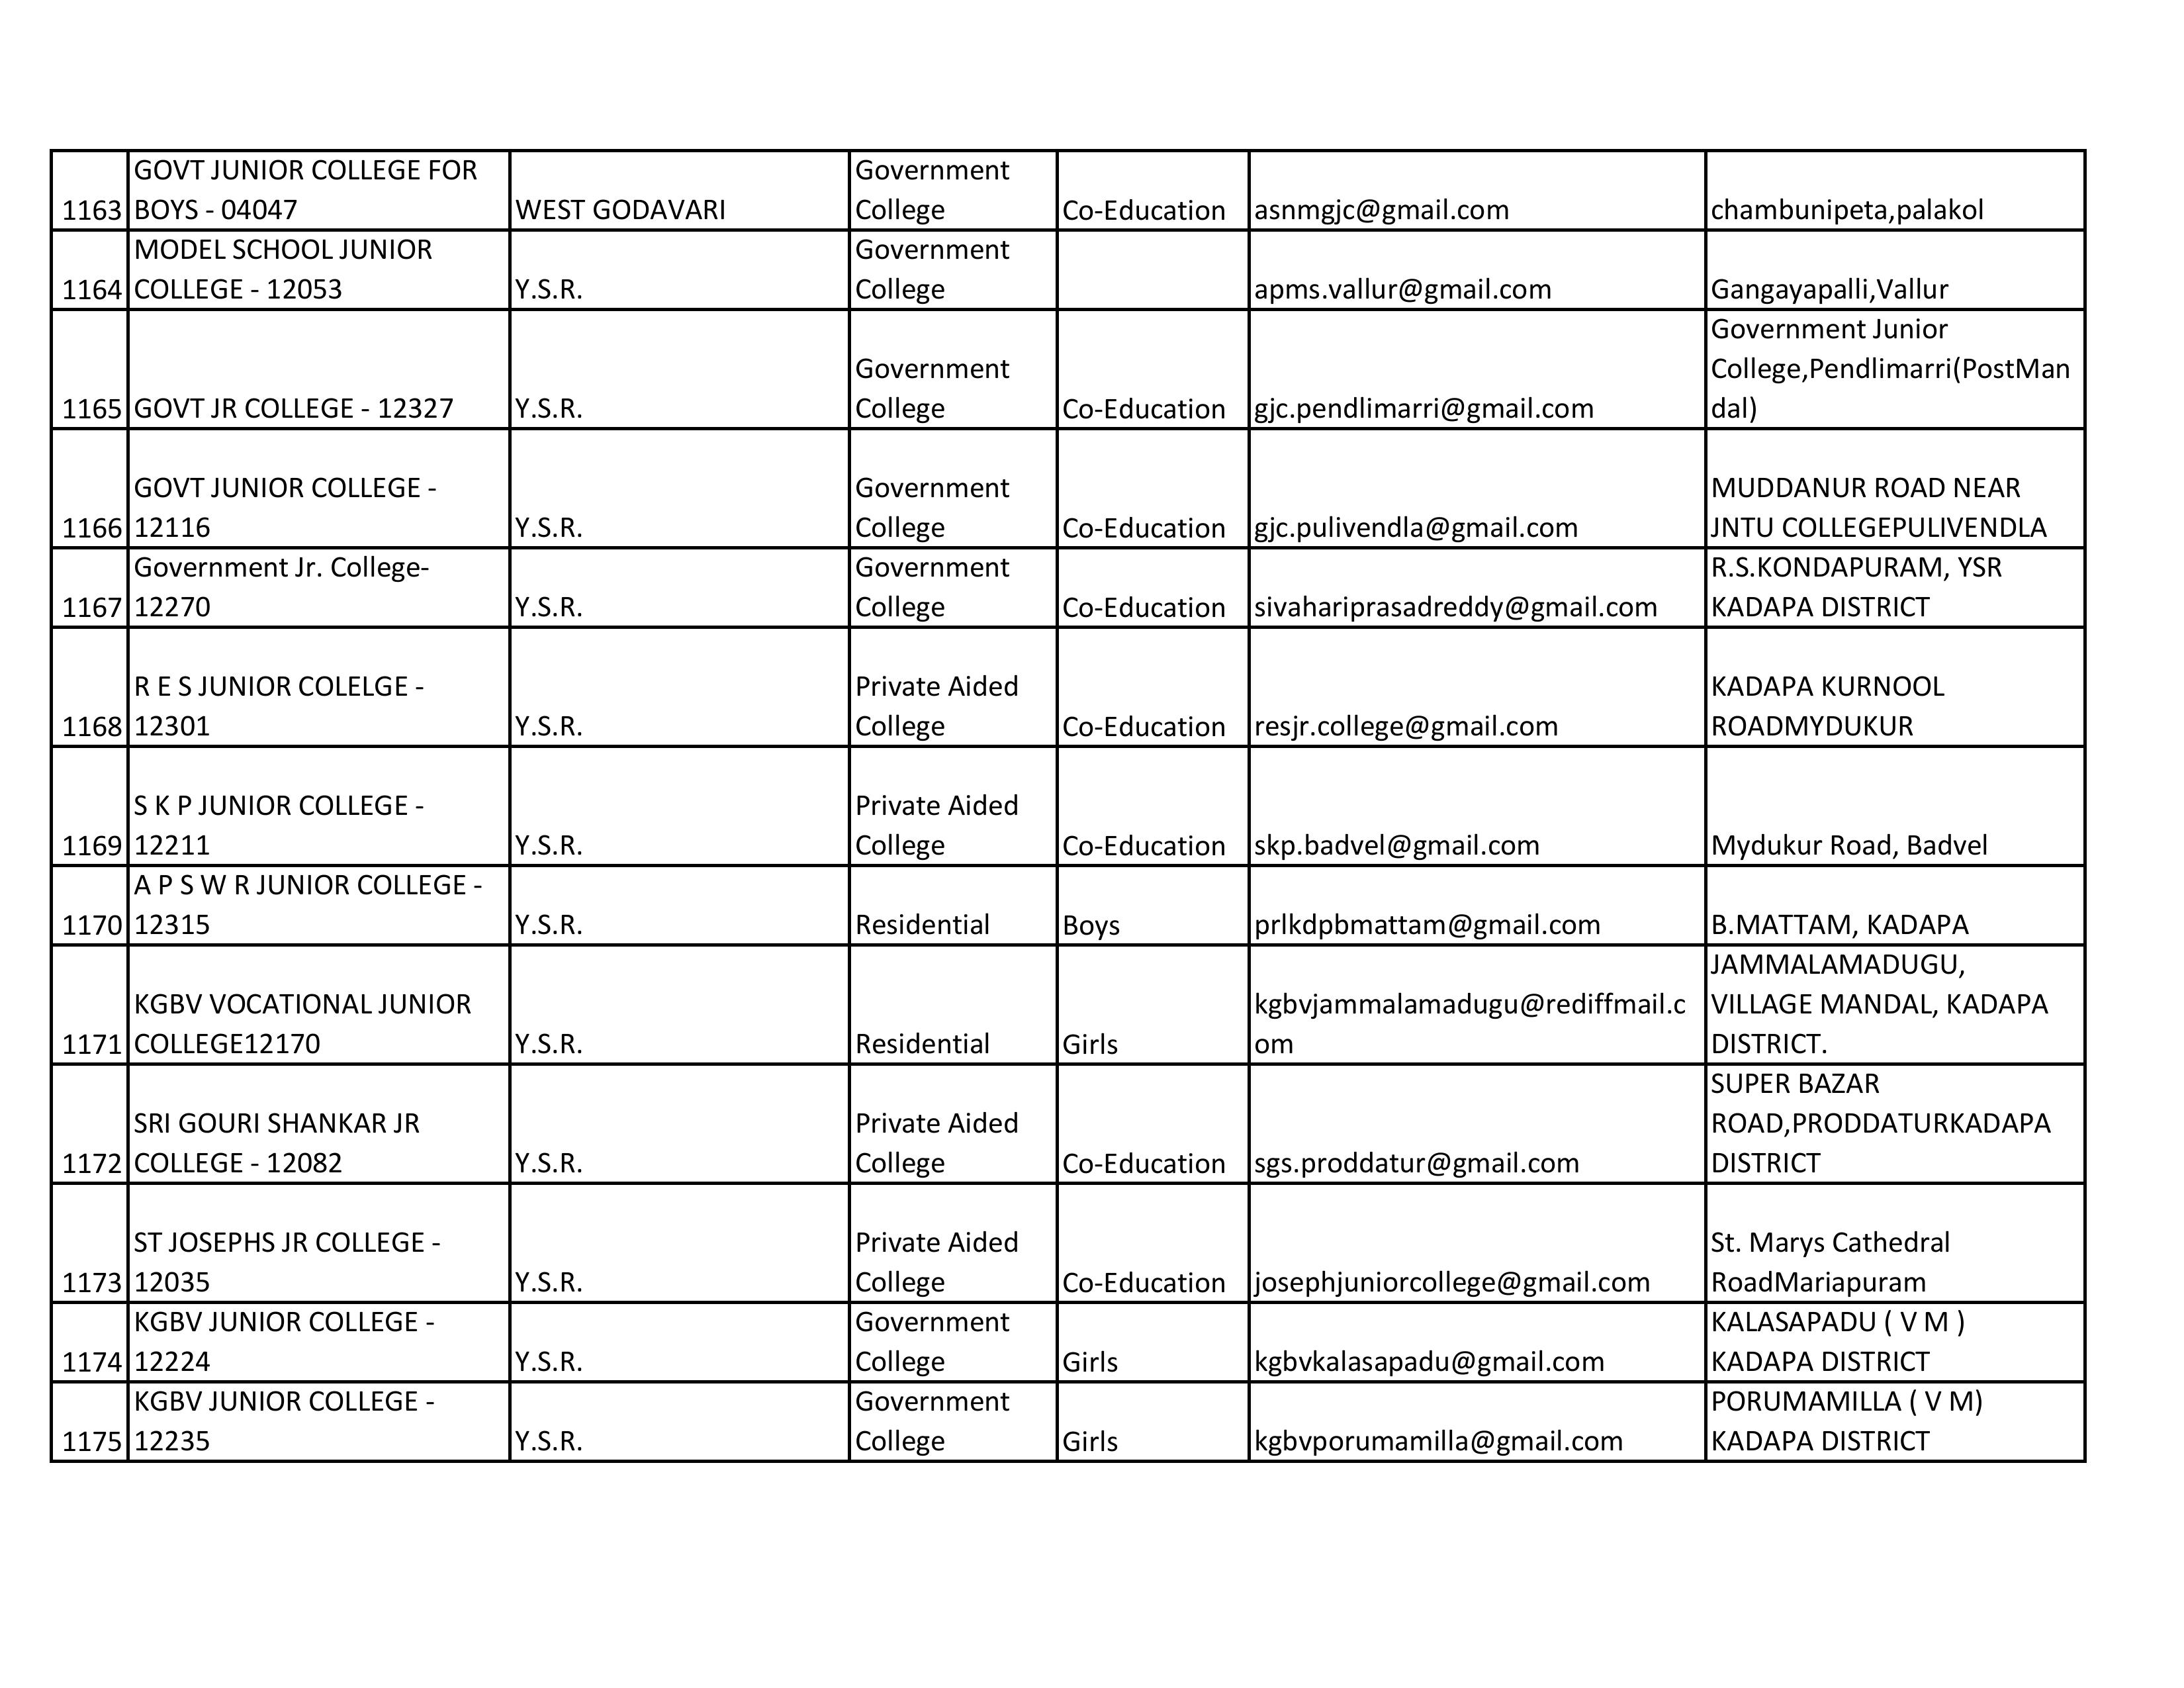 GOVT JUNIOR COLLEGE FOR
Government
1163 BOYS - 04047 WEST GODAVARI College Co-Education asnmgjc@gmail.com chambunipeta,palakol
MODEL SCHOOL JUNIOR Government
1164 COLLEGE - 12053 Y.S.R. College apms.vallur@gmail.com Gangayapalli,Vallur
Government Junior
Government College,Pendlimarri(PostMan
1165 GOVT JR COLLEGE - 12327 Y.S.R. College Co-Education gjc.pendlimarri@gmail.com dal)
GOVT JUNIOR COLLEGE - Government MUDDANUR ROAD NEAR
1166 12116 Y.S.R. College Co-Education gjc.pulivendla@gmail.com JNTU COLLEGEPULIVENDLA
Government Jr. College- Government R.S.KONDAPURAM, YSR
1167 12270 Y.S.R. College Co-Education sivahariprasadreddy@gmail.com KADAPA DISTRICT
R E S JUNIOR COLELGE - Private Aided KADAPA KURNOOL
1168 12301 Y.S.R. College Co-Education resjr.college@gmail.com ROADMYDUKUR
S K P JUNIOR COLLEGE - Private Aided
1169 12211 Y.S.R. College Co-Education skp.badvel@gmail.com Mydukur Road, Badvel
A P S W R JUNIOR COLLEGE -
1170 12315 Y.S.R. Residential Boys prlkdpbmattam@gmail.com B.MATTAM, KADAPA
JAMMALAMADUGU,
KGBV VOCATIONAL JUNIOR kgbvjammalamadugu@rediffmail.c VILLAGE MANDAL, KADAPA
1171 COLLEGE12170 Y.S.R. Residential Girls om DISTRICT.
SUPER BAZAR
SRI GOURI SHANKAR JR Private Aided ROAD,PRODDATURKADAPA
1172 COLLEGE - 12082 Y.S.R. College Co-Education sgs.proddatur@gmail.com DISTRICT
ST JOSEPHS JR COLLEGE - Private Aided St. Marys Cathedral
1173 12035 Y.S.R. College Co-Education josephjuniorcollege@gmail.com RoadMariapuram
KGBV JUNIOR COLLEGE - Government KALASAPADU ( V M )
1174 12224 Y.S.R. College Girls kgbvkalasapadu@gmail.com KADAPA DISTRICT
KGBV JUNIOR COLLEGE - Government PORUMAMILLA ( V M)
1175 12235 Y.S.R. College Girls kgbvporumamilla@gmail.com KADAPA DISTRICT